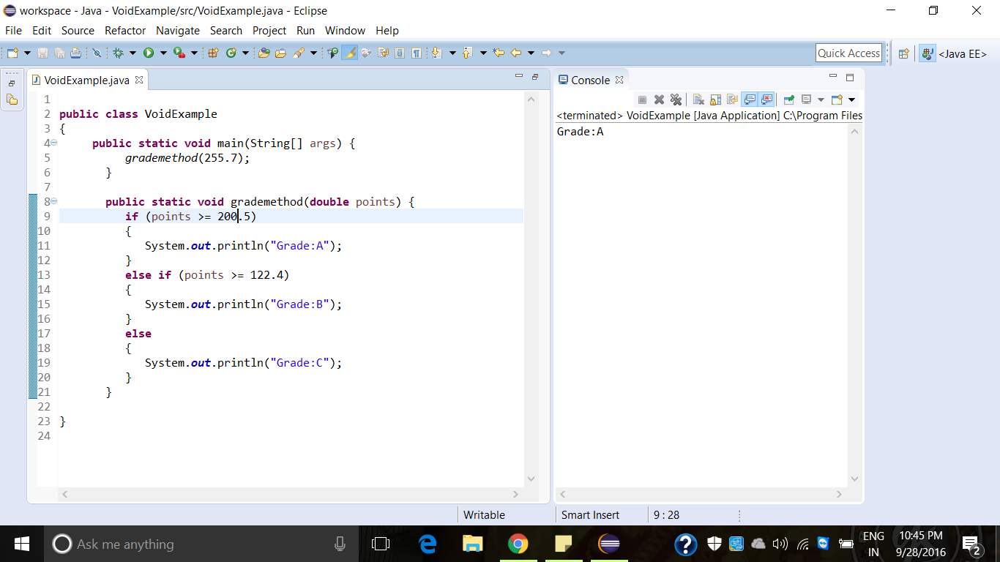 workspace - Java - VoidExample/src/VoidExample.java - Eclipse
File Edit Source Refactor Navigate Search Project Run Window Help
Quick Access
<Java EE>
VoidExample.java
1
2 public class VoidExample
3 {
4 public static void main(String[] args) {
5 grademethod(255.7);
6 }
7
8 public static void grademethod(double points) {
9 if (points >= 200.5)
10 {
11 System.out.println("Grade:A");
12 }
13 else if (points >= 122.4)
14 {
15 System.out.println("Grade:B");
16 }
17 else
18 {
19 System.out.println("Grade:C");
20 }
21 }
22
23 }
24
Console
<terminated> VoidExample [Java Application] C:\Program Files
Grade:A
Writable
Smart Insert
9 : 28
Ask me anything
ENG
IN
10:45 PM
9/28/2016
2